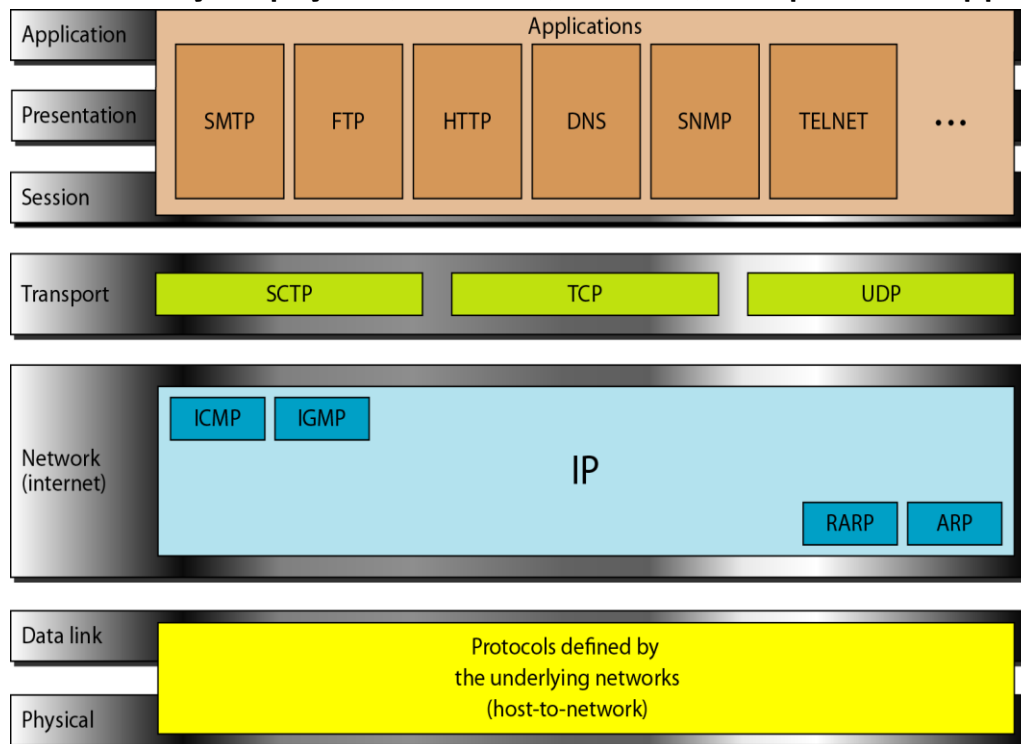 Application
Applications
Presentation
SMTP
FTP
HTTP
DNS
SNMP
TELNET
...
Session
Transport
SCTP
TCP
UDP
Network
(internet)
ICMP
IGMP
IP
RARP
ARP
Data link
Physical
Protocols defined by
the underlying networks
(host-to-network)